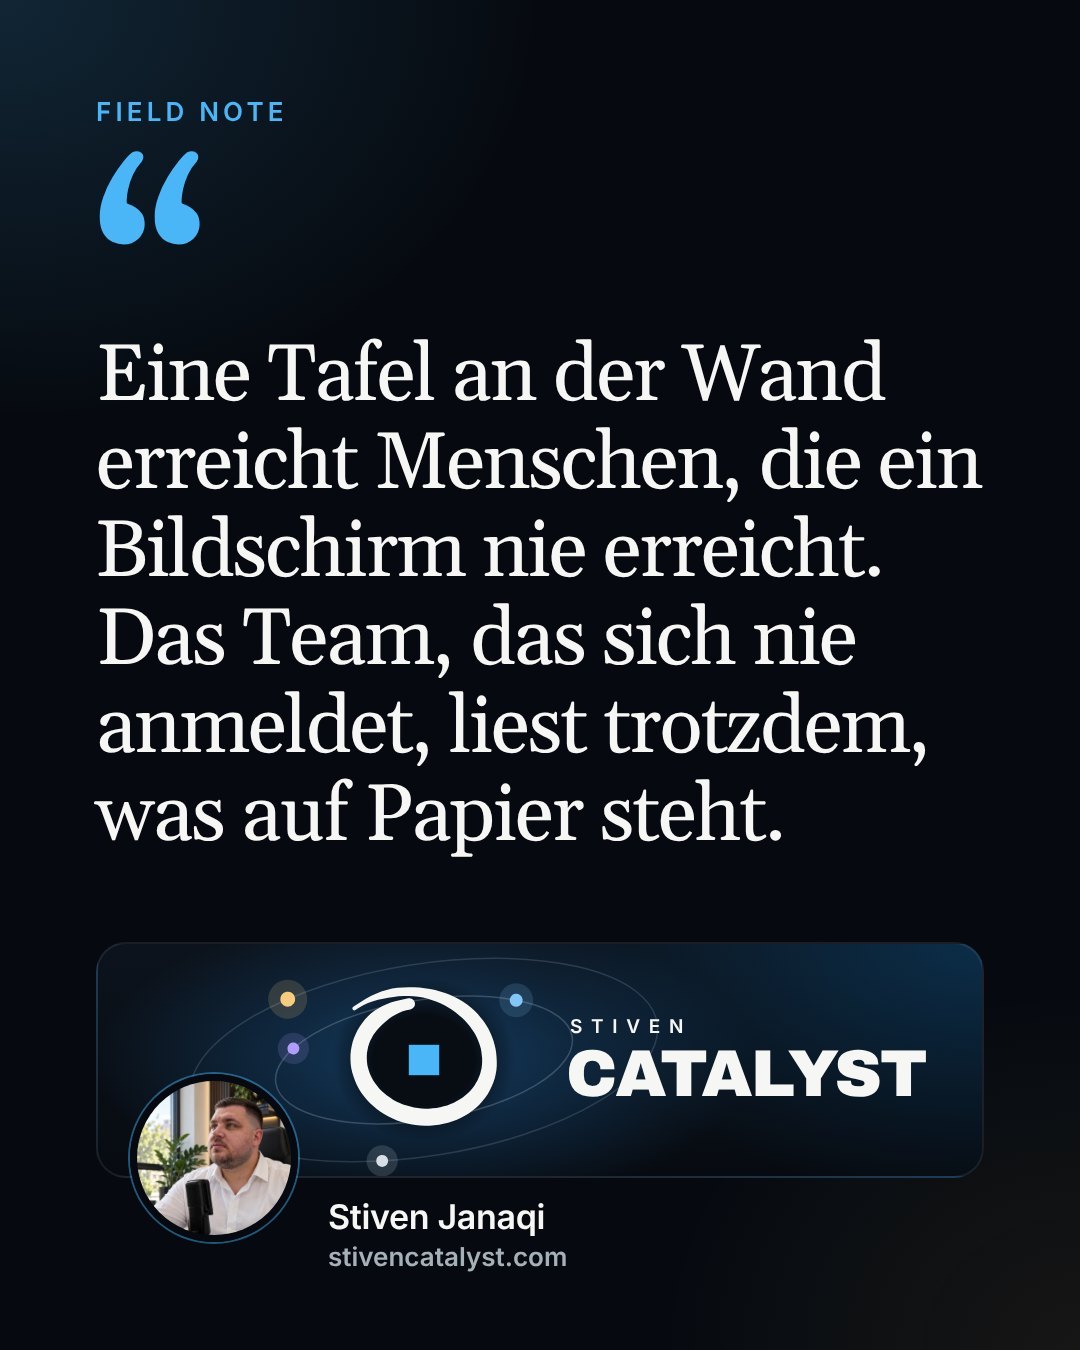 FIELD NOTE
“
Eine Tafel an der Wand
erreicht Menschen, die ein
Bildschirm nie erreicht.
Das Team, das sich nie
anmeldet, liest trotzdem,
was auf Papier steht.
STIVEN
CATALYST
Stiven Janaqi
stivencatalyst.com